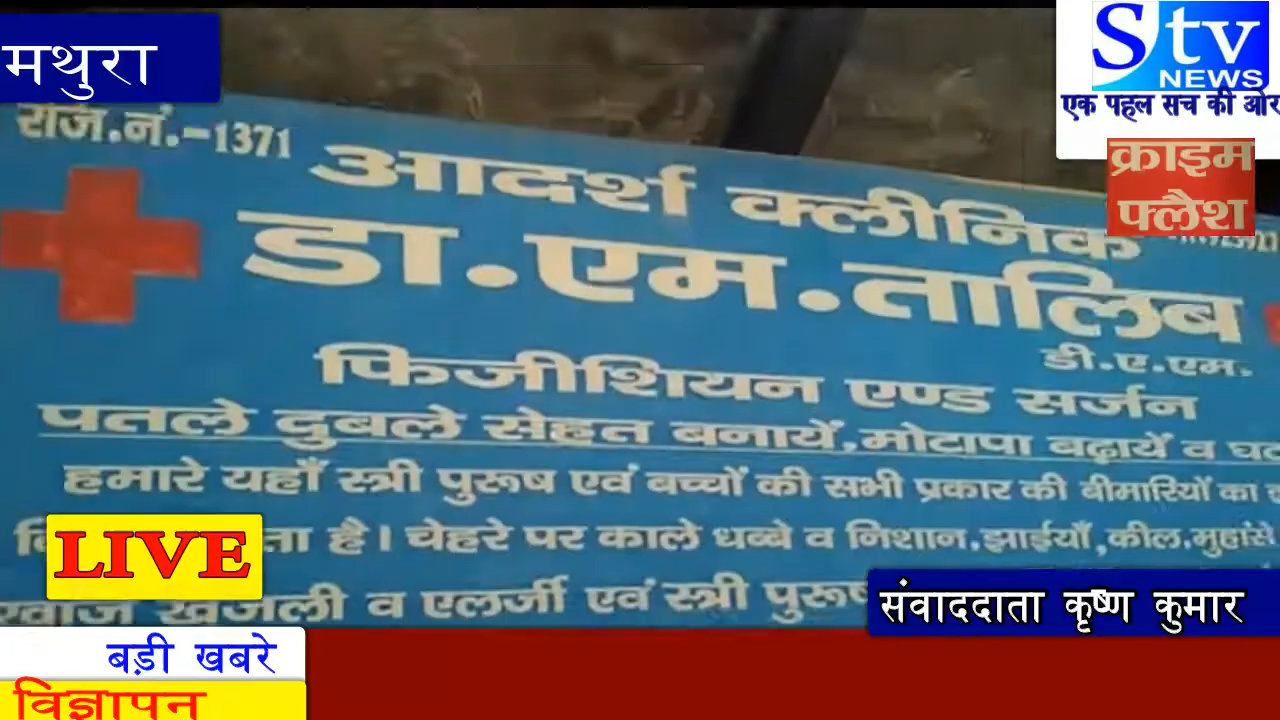 मथुरा
Stv
NEWS
एक पहल सच की ओर
क्राइम
फ्लैश
रजि.नं.-1371
आदर्श क्लीनिक
डा.एम.तालिब
डी.ए.एम.
फिजीशियन एण्ड सर्जन
पतले दुबले सेहत बनायें,मोटापा बढ़ायें व
हमारे यहाँ स्त्री पुरूष एवं बच्चों की सभी प्रकार की बीमारियों का
है। चेहरे पर काले धब्बे व निशान,झाईयाँ,कील,मुहांसे
LIVE
खुजली व एलर्जी एवं स्त्री पुरूष
संवाददाता कृष्ण कुमार
बड़ी खबरे
विज्ञापन